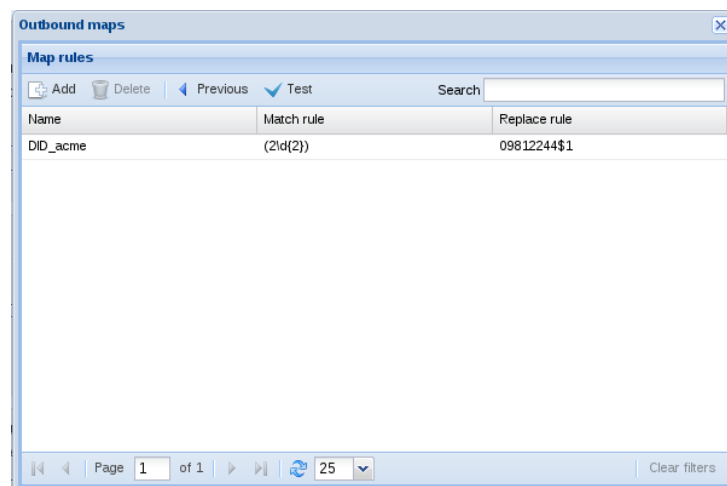 Outbound maps
Map rules
Add Delete Previous Test Search
Name Match rule Replace rule
DID_acme (2\d{2}) 09812244$1
Page 1 of 1 25 Clear filters